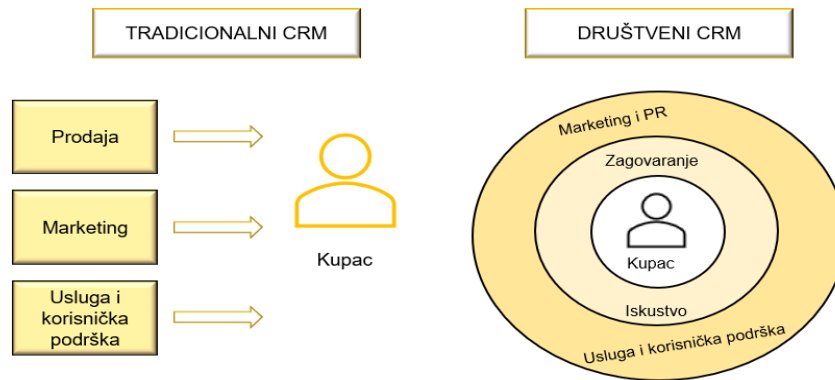 TRADICIONALNI CRM
Prodaja
Marketing
Usluga i
korisnička
podrška
Kupac
DRUŠTVENI CRM
Marketing i PR
Zagovaranje
Kupac
Iskustvo
Usluga i korisnička podrška